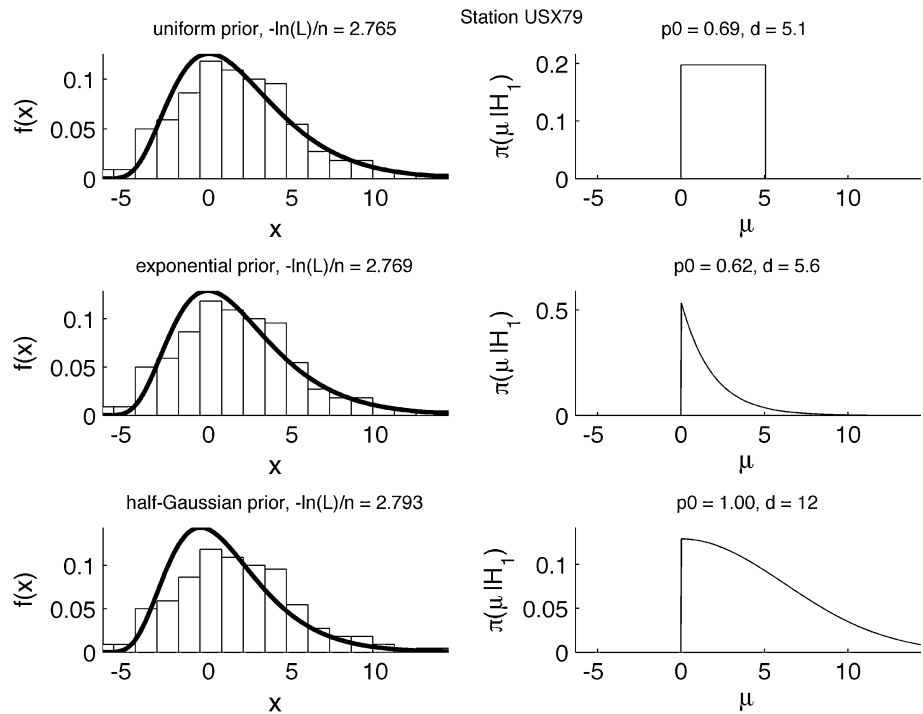 Station USX79
uniform prior, -ln(L)/n = 2.765
f(x)
0.1
0.05
0
-5
0
5
10
x
p0 = 0.69, d = 5.1
π(μ |H1)
0.2
0.1
0
-5
0
5
10
μ
exponential prior, -ln(L)/n = 2.769
f(x)
0.1
0.05
0
-5
0
5
10
x
p0 = 0.62, d = 5.6
π(μ |H1)
0.5
0
-5
0
5
10
μ
half-Gaussian prior, -ln(L)/n = 2.793
f(x)
0.1
0.05
0
-5
0
5
10
x
p0 = 1.00, d = 12
π(μ |H1)
0.1
0.05
0
-5
0
5
10
μ